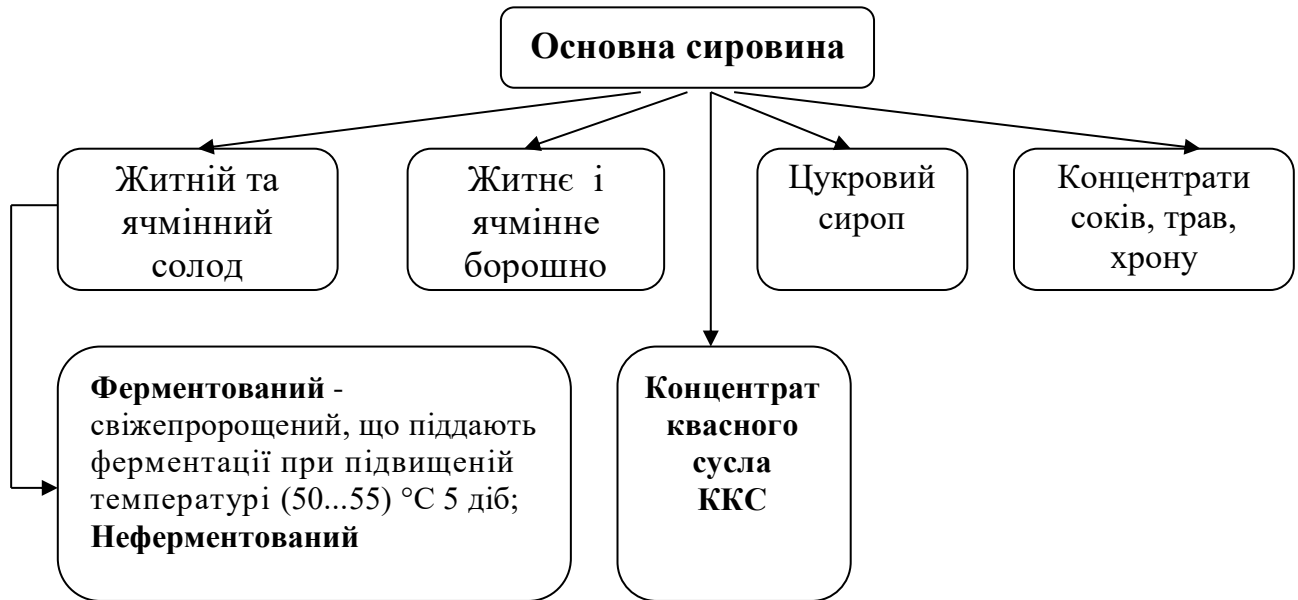 Основна сировина
Житній та
ячмінний
солод
Житнє і
ячмінне
борошно
Цукровий
сироп
Концентрати
соків, трав,
хрону
Ферментований -
свіжепророщений, що піддають
ферментації при підвищеній
температурі (50...55) °С 5 діб;
Неферментований
Концентрат
квасного
сусла
ККС